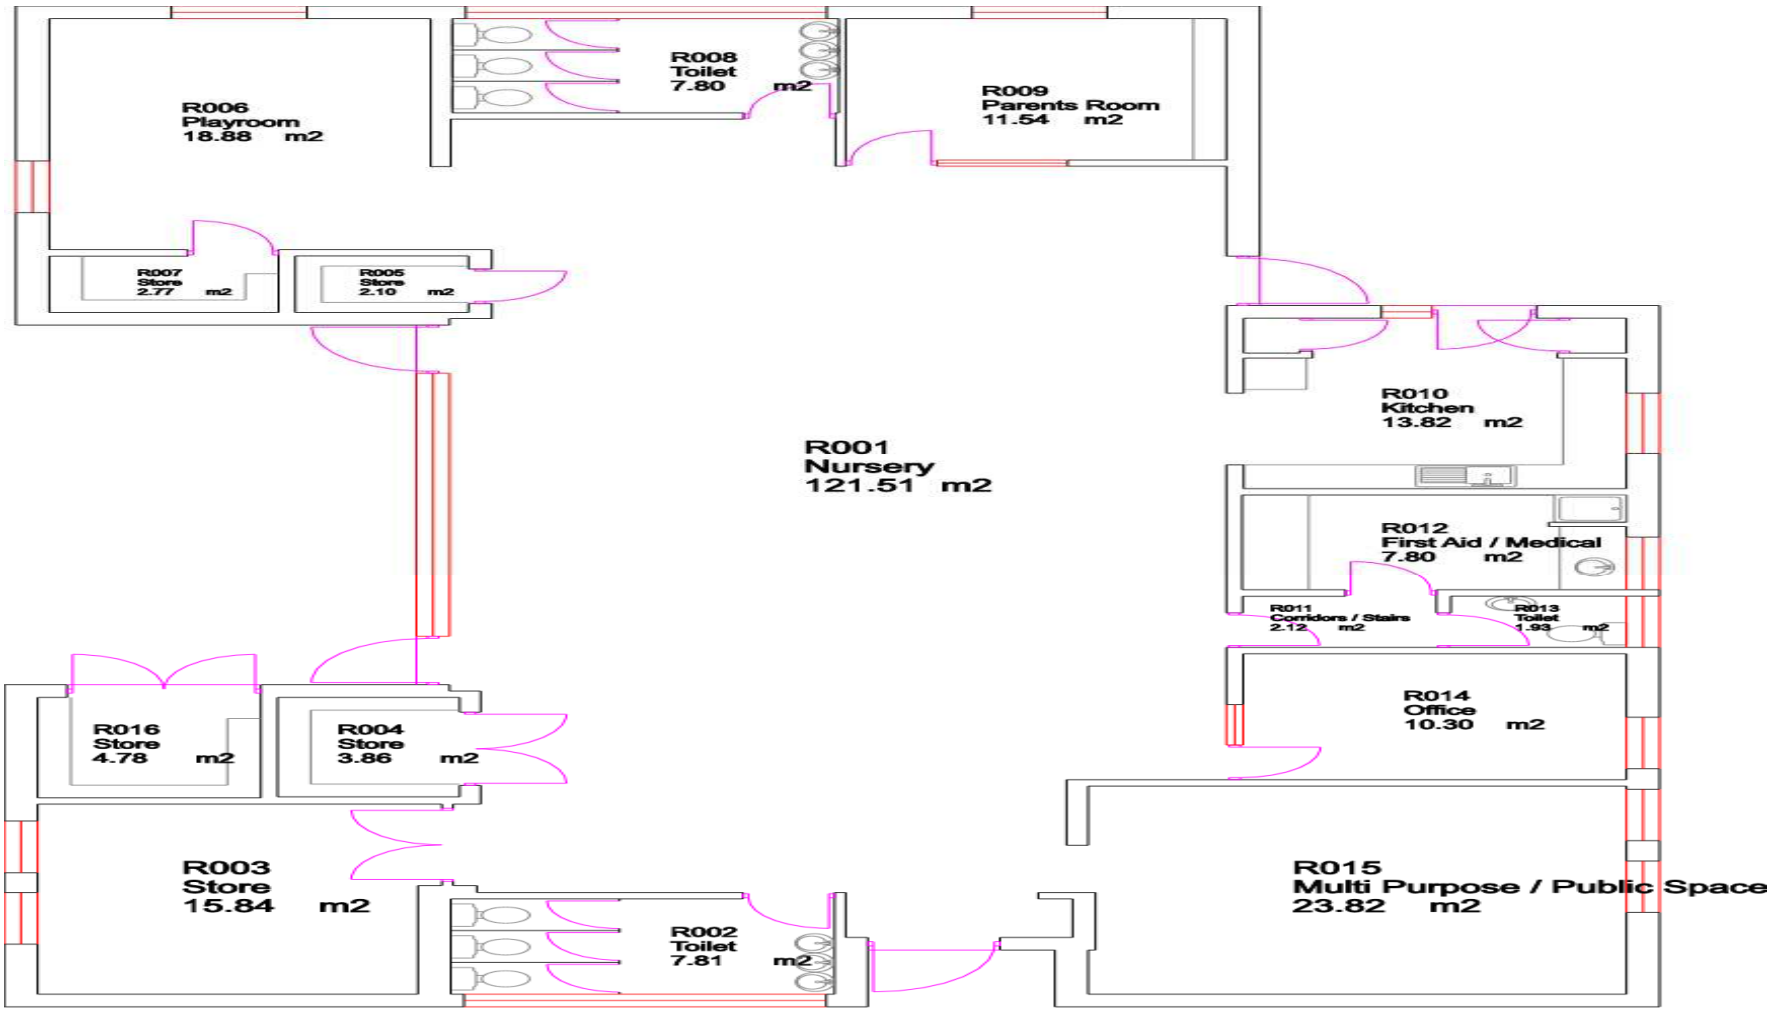 R008
Toilet
7.80 m2
R006
Playroom
18.88 m2
R009
Parents Room
11.54 m2
R007
Store
2.77 m2
R005
Store
2.10 m2
R010
Kitchen
13.82 m2
R001
Nursery
121.51 m2
R012
First Aid / Medical
7.80 m2
R011
Corridors / Stairs
2.12 m2
R013
Toilet
1.93 m2
R014
Office
10.30 m2
R016
Store
4.78 m2
R004
Store
3.86 m2
R003
Store
15.84 m2
R015
Multi Purpose / Public Space
23.82 m2
R002
Toilet
7.81 m2